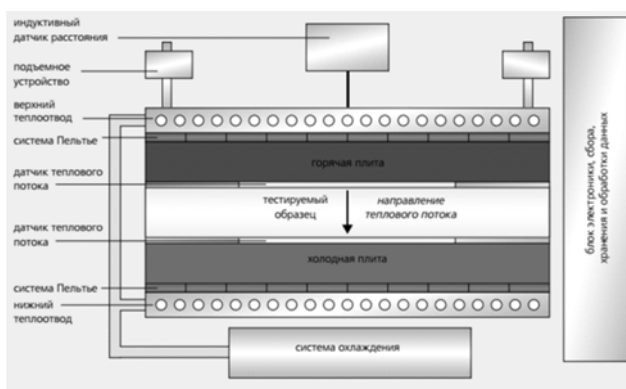 индуктивный
датчик расстояния
подъемное
устройство
верхний
теплоотвод
система Пельтье
горячая плита
датчик теплового
потока
тестируемый
образец
направление
теплового потока
датчик теплового
потока
холодная плита
система Пельтье
нижний
теплоотвод
система охлаждения
блок электроники, сбора,
хранения и обработки данных